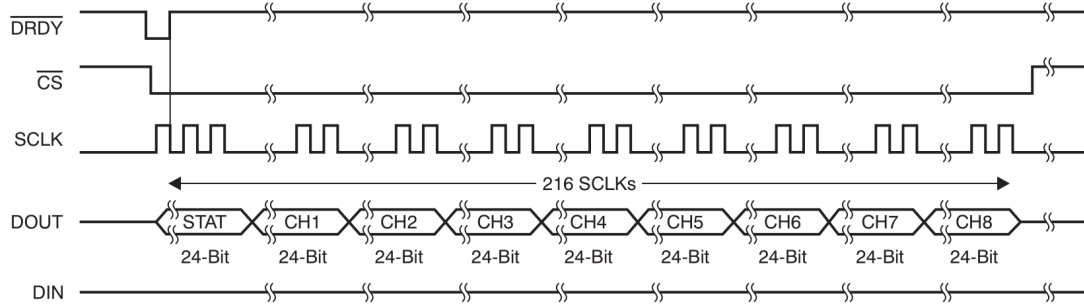 DRDY
CS
SCLK
216 SCLKs
DOUT STAT CH1 CH2 CH3 CH4 CH5 CH6 CH7 CH8
24-Bit 24-Bit 24-Bit 24-Bit 24-Bit 24-Bit 24-Bit 24-Bit 24-Bit
DIN